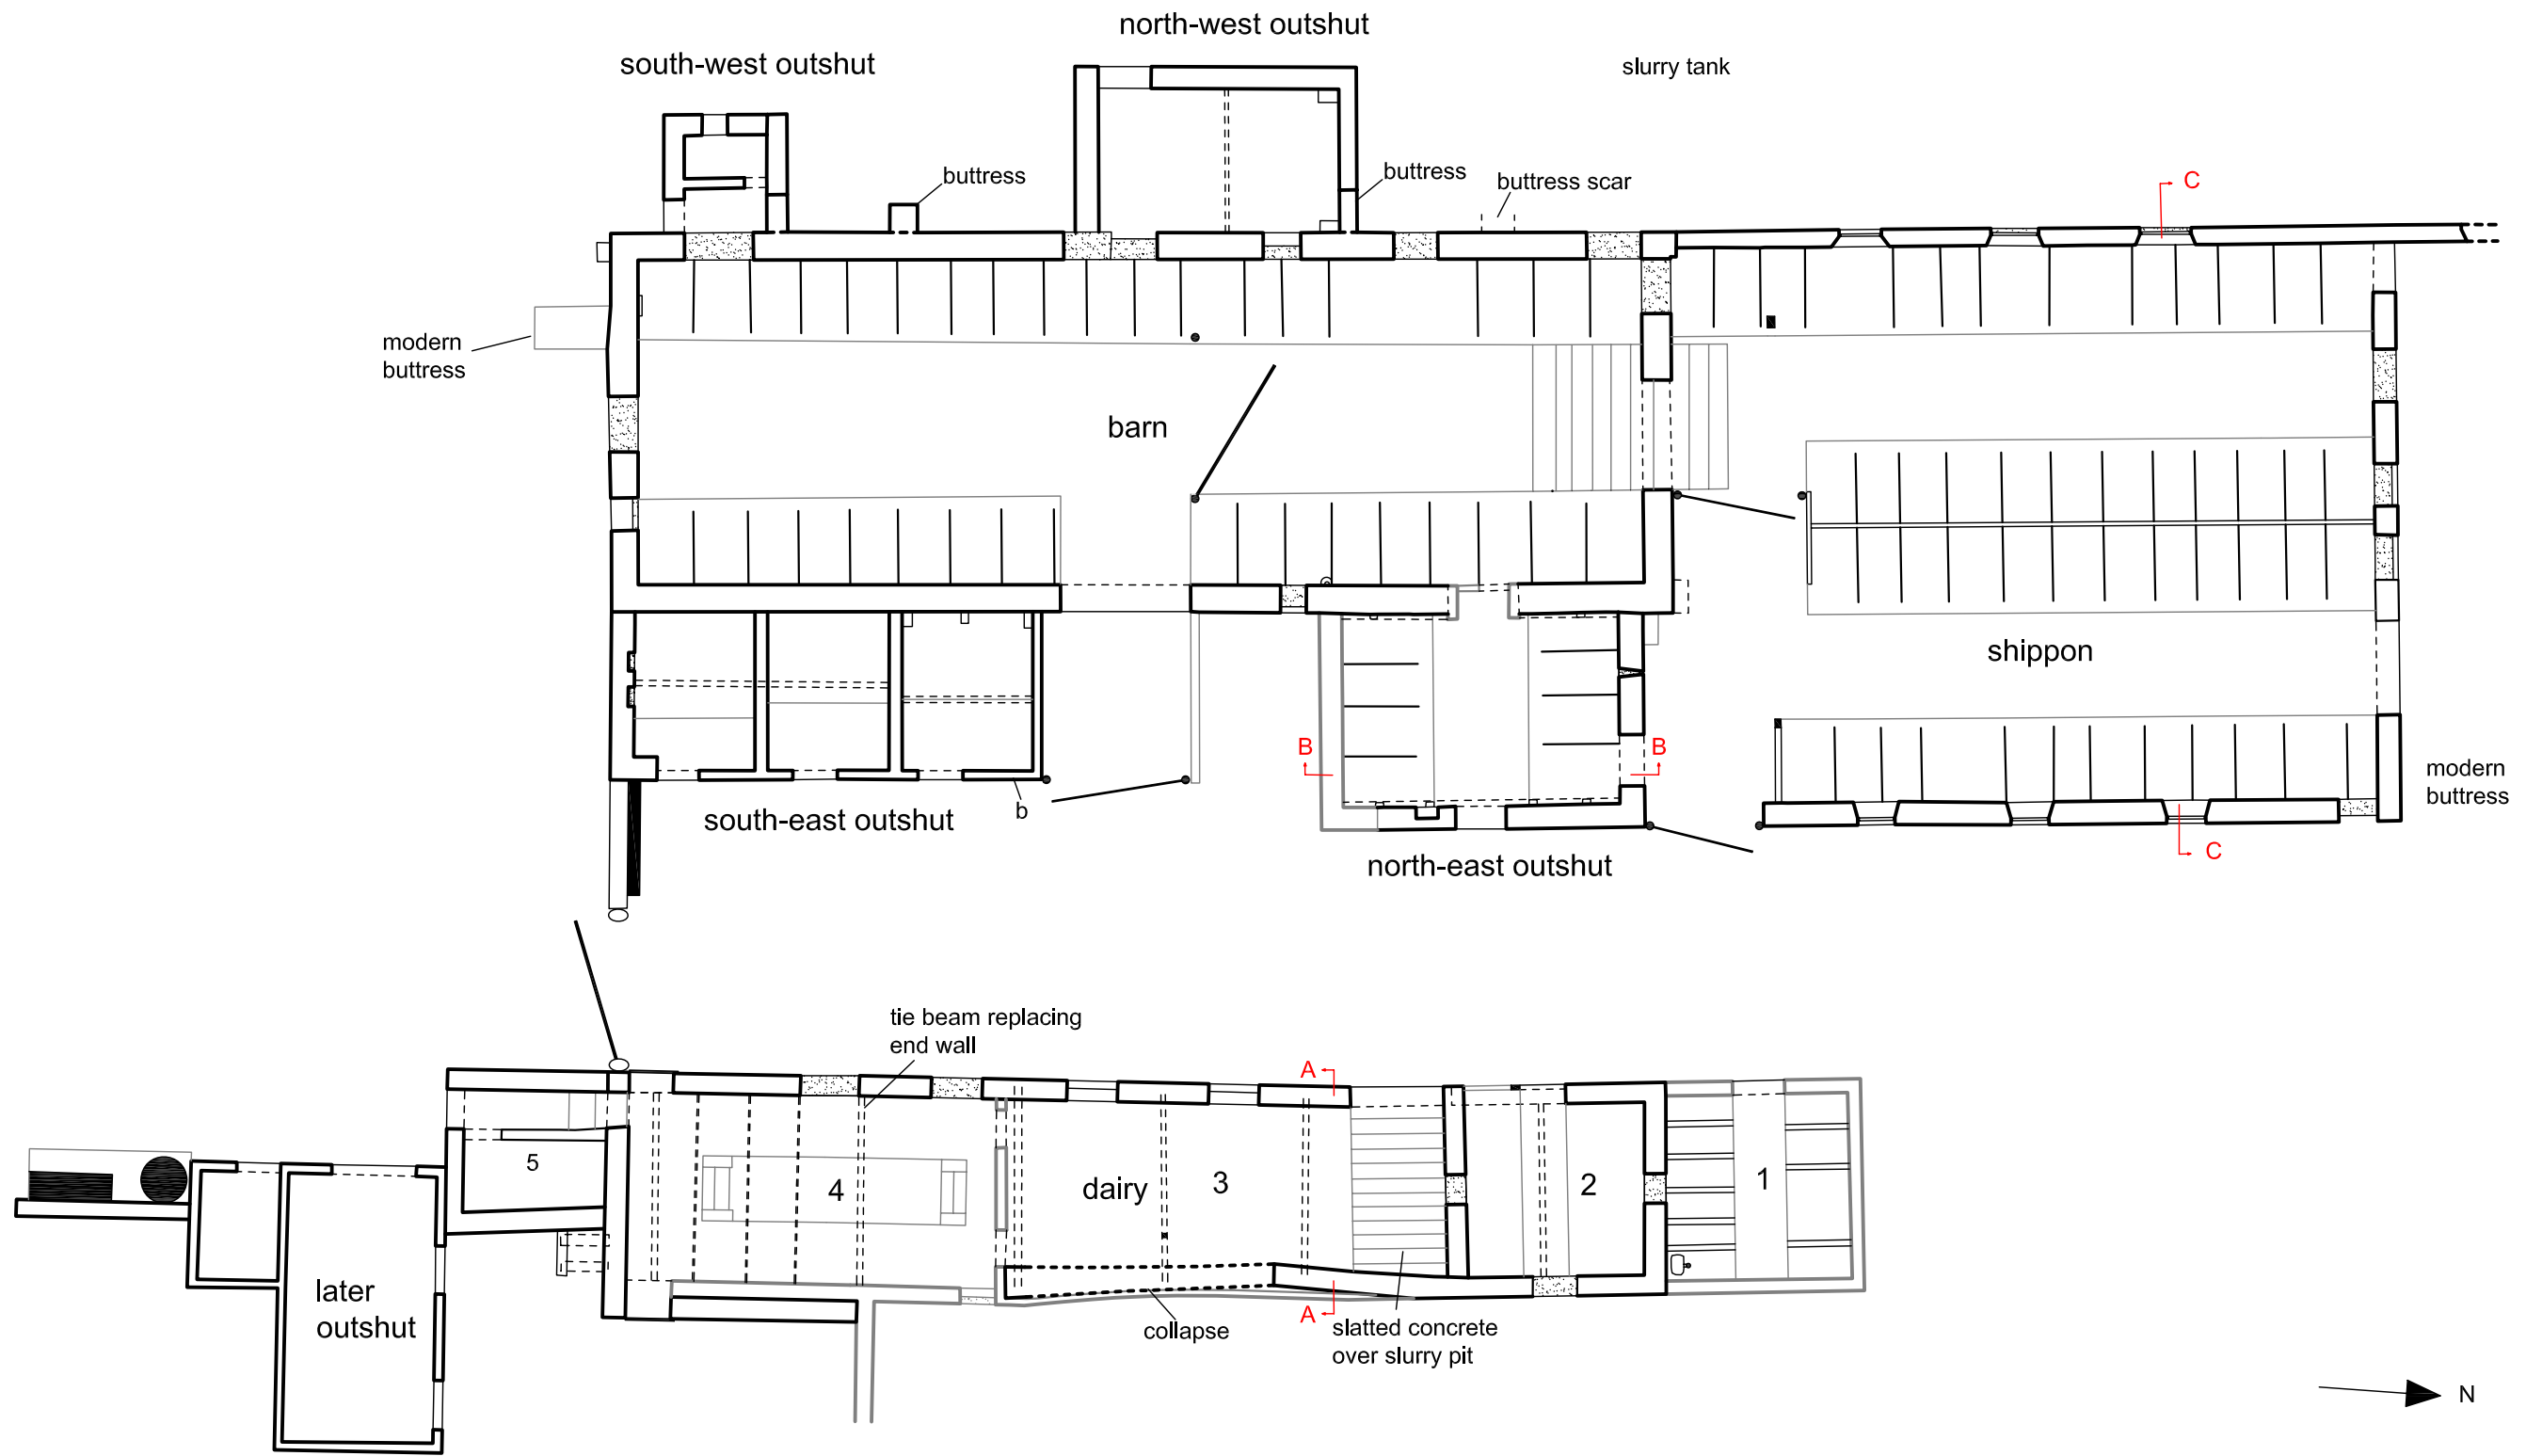 north-west outshut
south-west outshut
slurry tank
buttress
buttress
buttress scar
C
modern
buttress
barn
shippon
B
B
modern
buttress
b
south-east outshut
north-east outshut
C
tie beam replacing
end wall
A
5
4
dairy
3
2
1
later
outshut
A
collapse
slatted concrete
over slurry pit
N